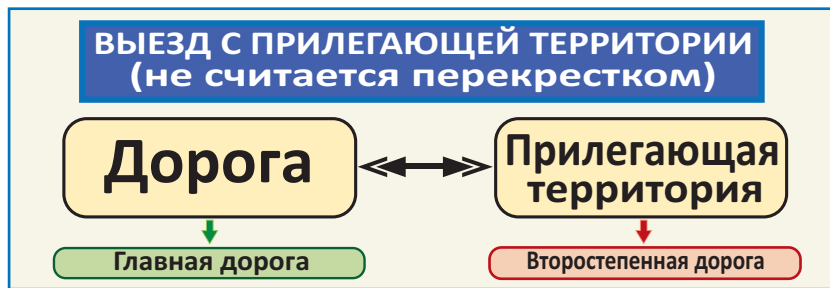 ВЫЕЗД С ПРИЛЕГАЮЩЕЙ ТЕРРИТОРИИ
(не считается перекрестком)
Дорога
Прилегающая
территория
Главная дорога
Второстепенная дорога